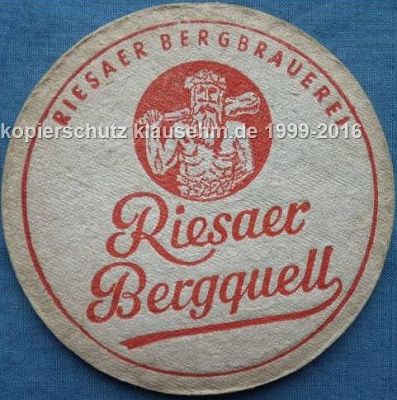 RIESAER BERGBRAUEREI
kopierschutz klausehm.de 1999-2016
Riesaer
Bergquell